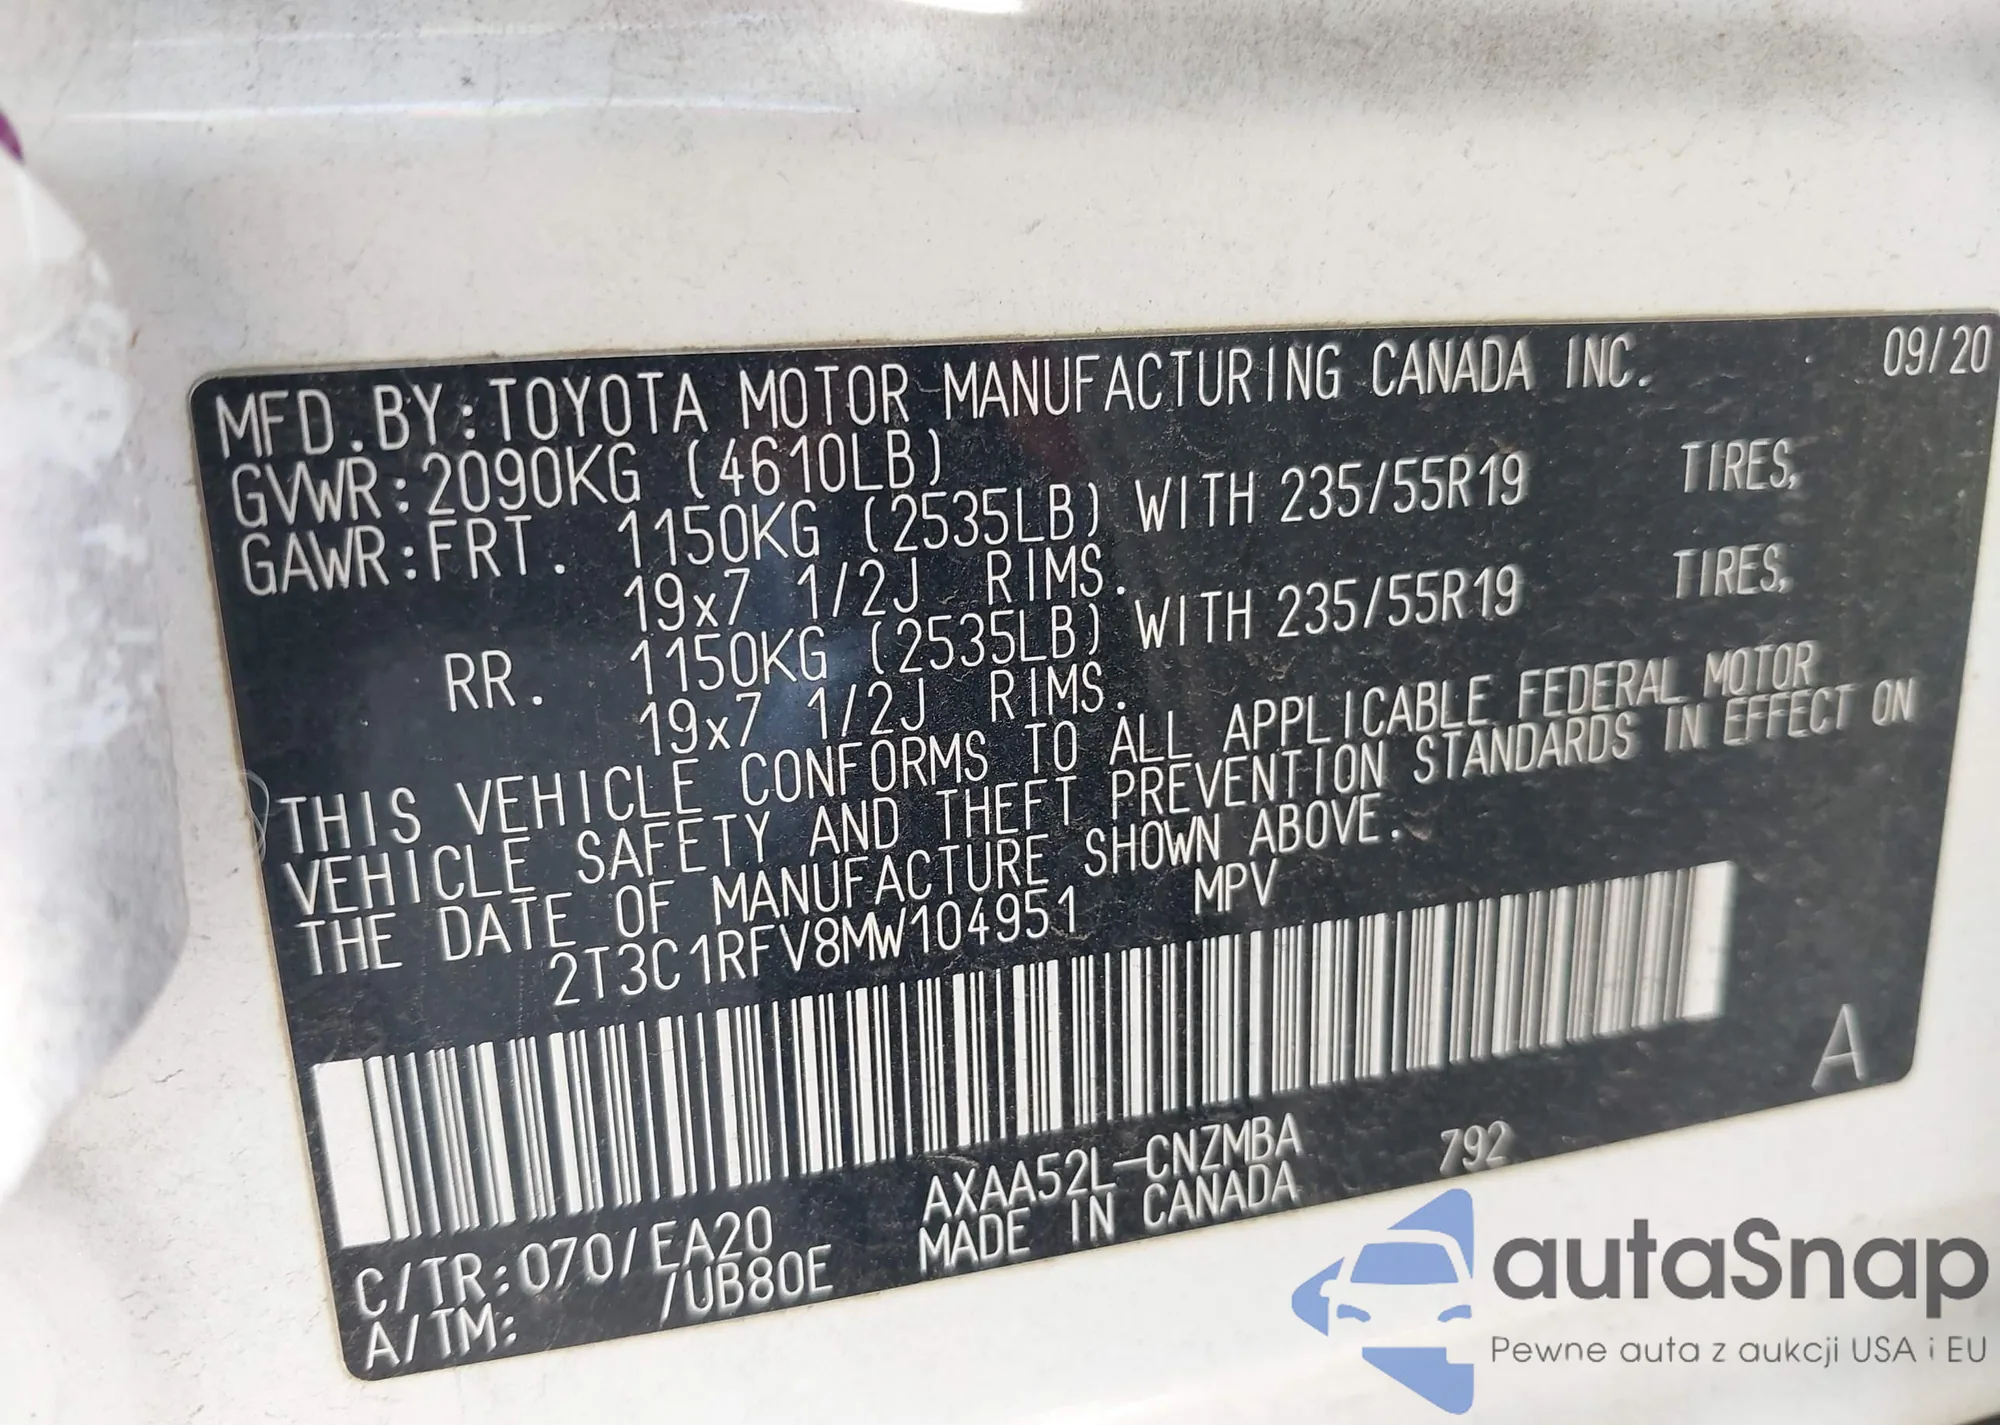 MFD.BY:TOYOTA MOTOR MANUFACTURING CANADA INC. 09/20
GVWR:2090KG (4610LB)
GAWR:FRT. 1150KG (2535LB) WITH 235/55R19 TIRES,
19x7 1/2J RIMS.
RR. 1150KG (2535LB) WITH 235/55R19 TIRES,
19x7 1/2J RIMS.
THIS VEHICLE CONFORMS TO ALL APPLICABLE FEDERAL MOTOR
VEHICLE SAFETY AND THEFT PREVENTION STANDARDS IN EFFECT ON
THE DATE OF MANUFACTURE SHOWN ABOVE.
2T3C1RFV8MW104951 MPV
A
AXAA52L-CNZMBA 792
C/TR:070/EA20 MADE IN CANADA
A/TM: /UB80E
autaSnap
Pewne auta z aukcji USA i EU